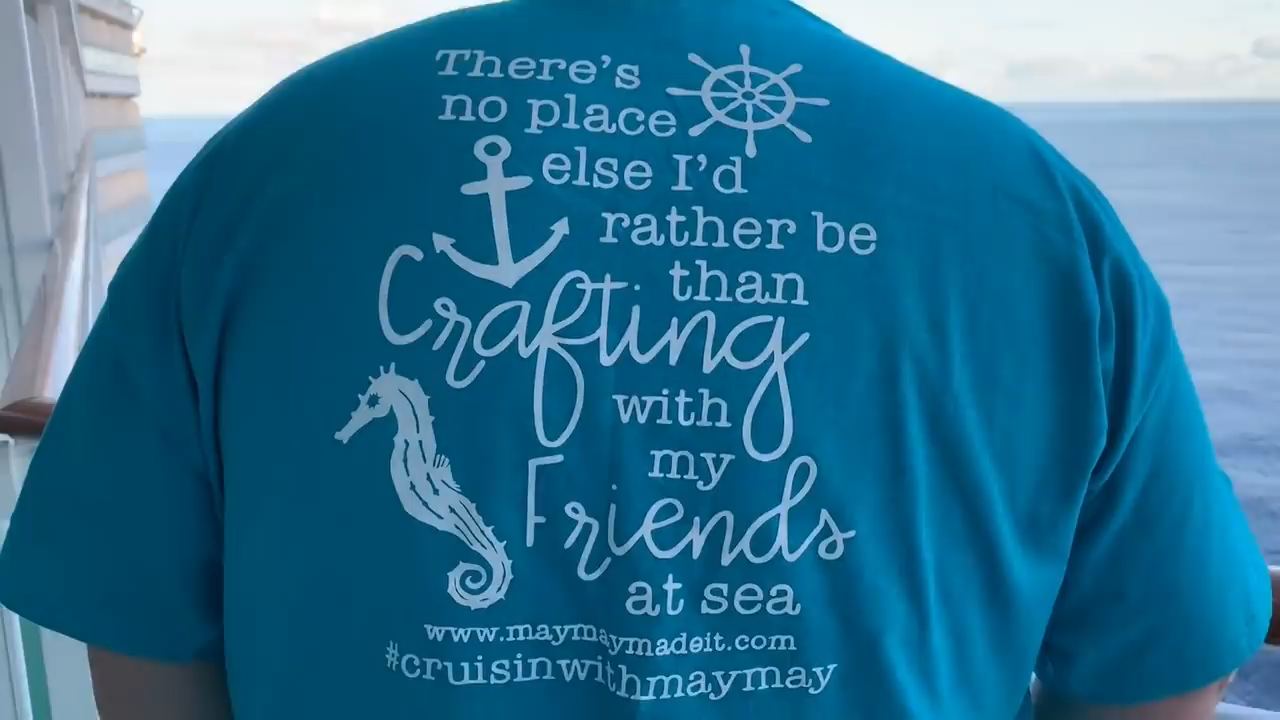 There's
no place
else I'd
rather be
than
Crafting
with
my
Friends
at sea
www.maymaymadeit.com
#cruisinwithmaymay